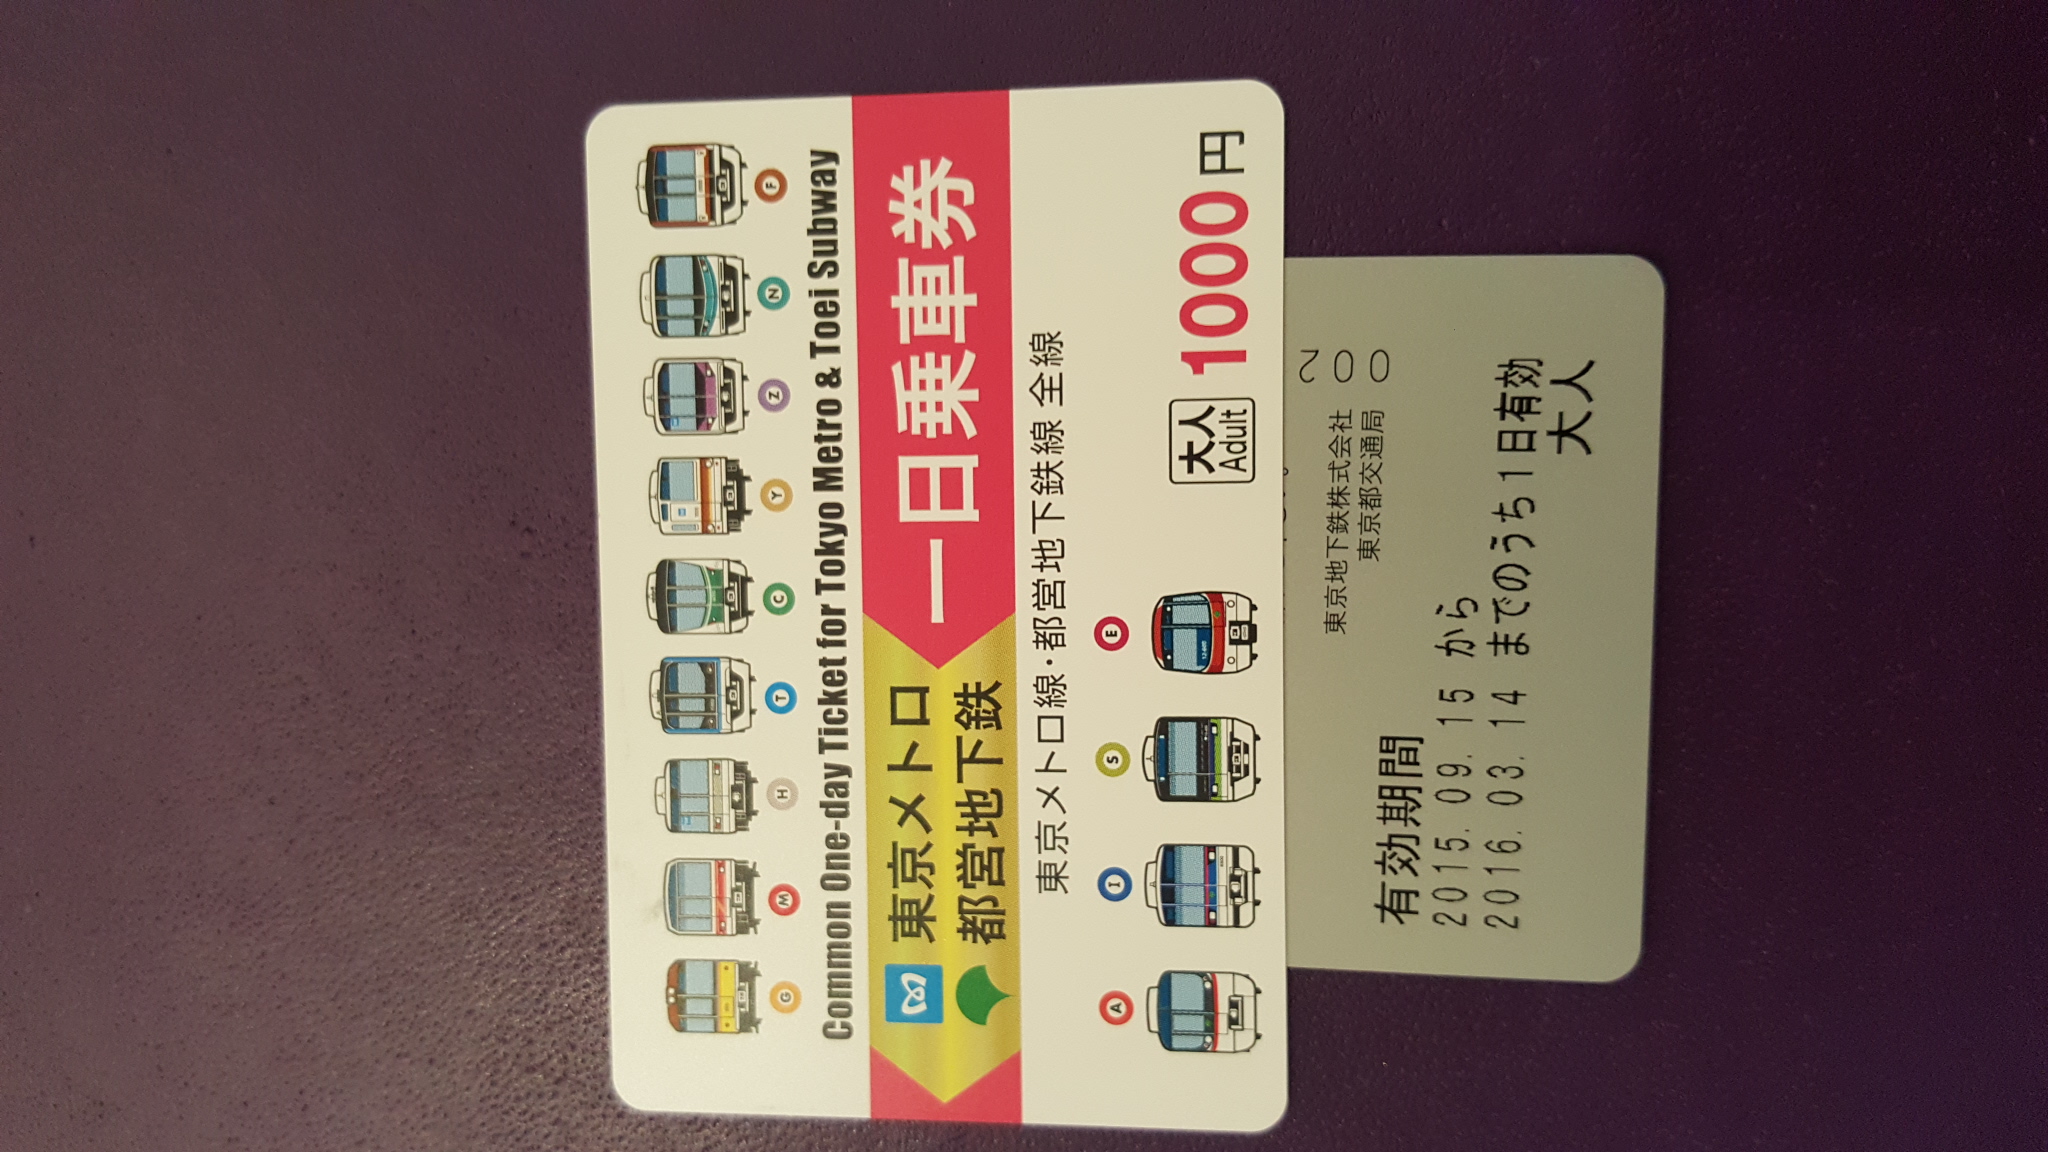 G M H T C Y Z N F
Common One-day Ticket for Tokyo Metro & Toei Subway
東京メトロ
都営地下鉄
一日乗車券
東京メトロ線・都営地下鉄線 全線
A I S E
大人
Adult
1000円
200
東京地下鉄株式会社
東京都交通局
有効期間
2015. 09. 15 から
2016. 03. 14 までのうち1日有効
大人